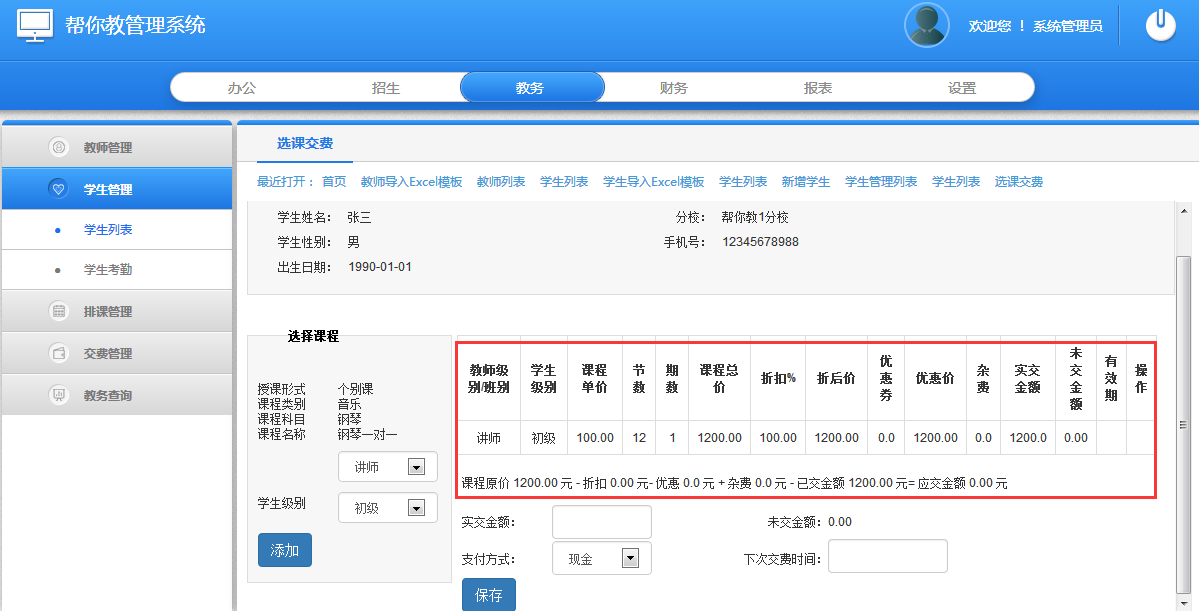 帮你教管理系统
欢迎您 ！ 系统管理员
办公 招生 教务 财务 报表 设置
教师管理
学生管理
学生列表
学生考勤
排课管理
交费管理
教务查询
选课交费
最近打开： 首页 教师导入Excel模板 教师列表 学生列表 学生导入Excel模板 学生列表 新增学生 学生管理列表 学生列表 选课交费
学生姓名： 张三 分校： 帮你教1分校
学生性别： 男 手机号： 12345678988
出生日期： 1990-01-01
选择课程
授课形式 个别课
课程类别 音乐
课程科目 钢琴
课程名称 钢琴一对一
讲师
学生级别 初级
添加
教师级别/班别 学生级别 课程单价 节数 期数 课程总价 折扣% 折后价 优惠券 优惠价 杂费 实交金额 未交金额 有效期 操作
讲师 初级 100.00 12 1 1200.00 100.00 1200.00 0.0 1200.00 0.0 1200.0 0.00
课程原价 1200.00 元 - 折扣 0.00 元- 优惠 0.0 元 + 杂费 0.0 元 - 已交金额 1200.00 元= 应交金额 0.00 元
实交金额： 未交金额： 0.00
支付方式： 现金 下次交费时间：
保存